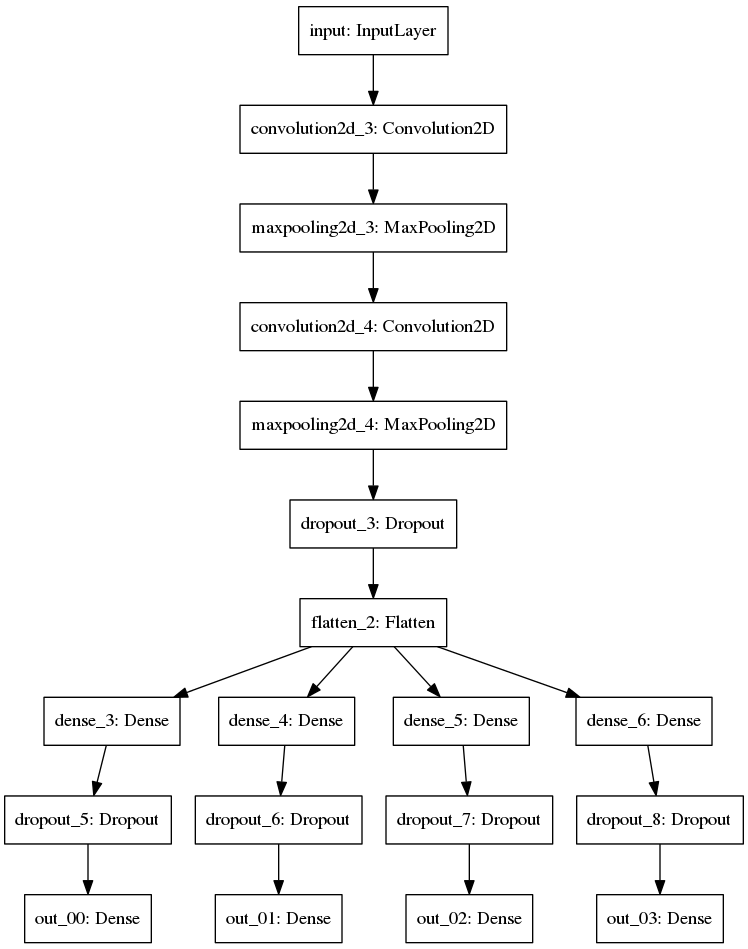 input: InputLayer
convolution2d_3: Convolution2D
maxpooling2d_3: MaxPooling2D
convolution2d_4: Convolution2D
maxpooling2d_4: MaxPooling2D
dropout_3: Dropout
flatten_2: Flatten
dense_3: Dense
dense_4: Dense
dense_5: Dense
dense_6: Dense
dropout_5: Dropout
dropout_6: Dropout
dropout_7: Dropout
dropout_8: Dropout
out_00: Dense
out_01: Dense
out_02: Dense
out_03: Dense